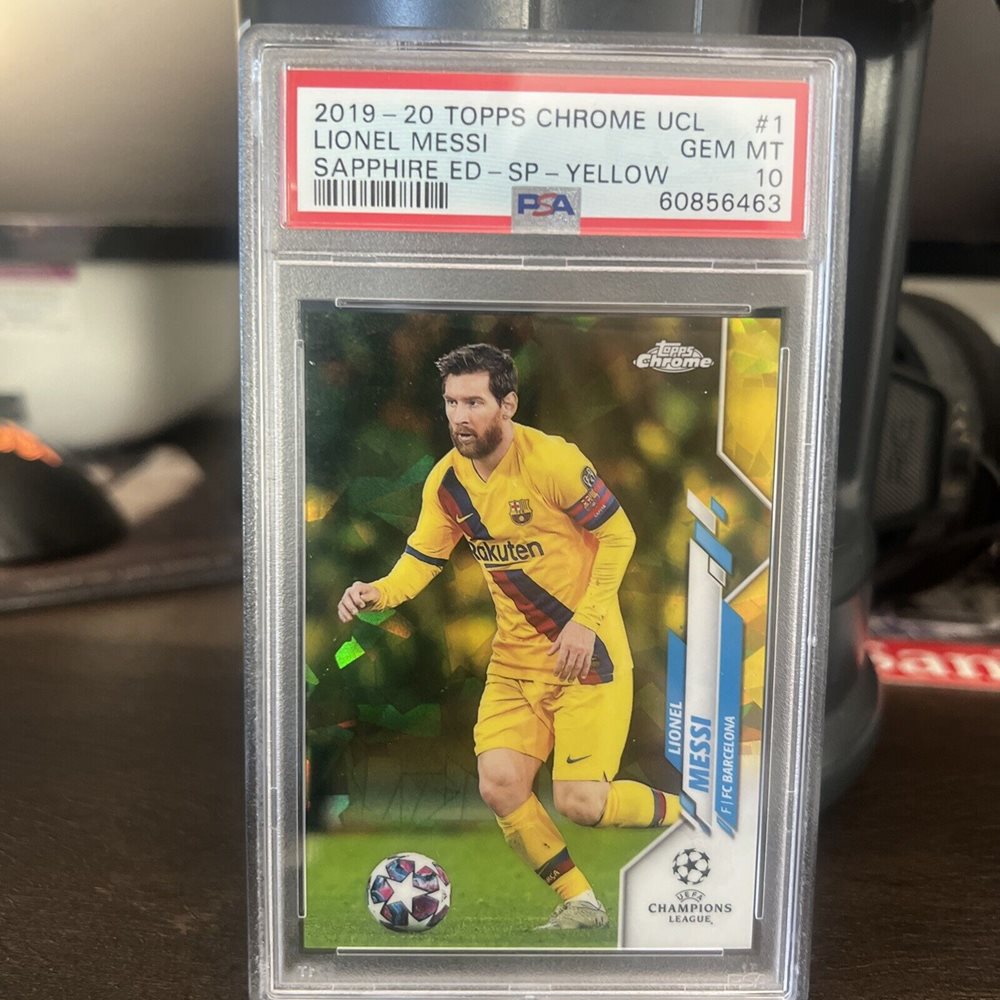 2019-20 TOPPS CHROME UCL #1
LIONEL MESSI GEM MT
SAPPHIRE ED-SP-YELLOW 10
PSA 60856463
Topps Chrome
Rakuten
LIONEL
MESSI
F | FC BARCELONA
UEFA
CHAMPIONS
LEAGUE